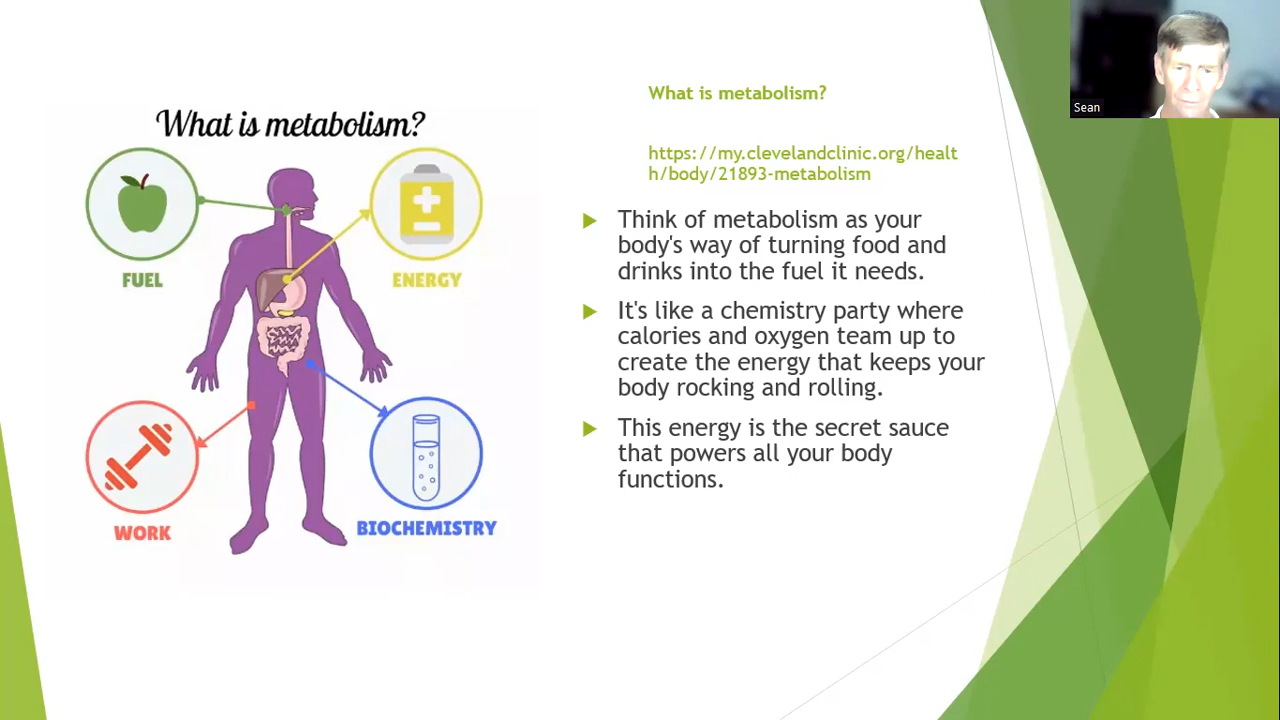 What is metabolism?
FUEL
ENERGY
WORK
BIOCHEMISTRY
What is metabolism?
https://my.clevelandclinic.org/healt
h/body/21893-metabolism
Think of metabolism as your
body's way of turning food and
drinks into the fuel it needs.
It's like a chemistry party where
calories and oxygen team up to
create the energy that keeps your
body rocking and rolling.
This energy is the secret sauce
that powers all your body
functions.
Sean